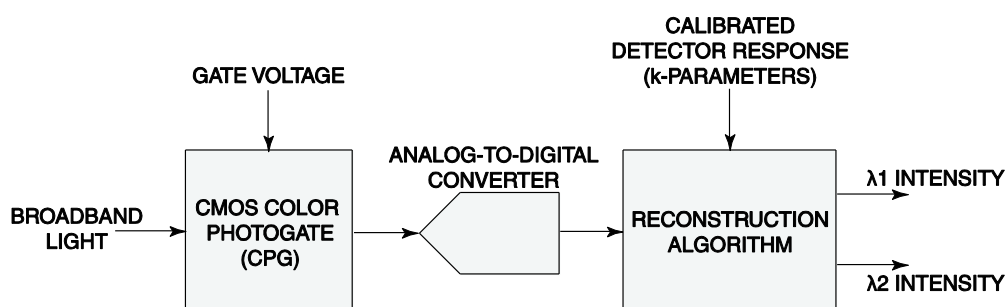 GATE VOLTAGE
CALIBRATED
DETECTOR RESPONSE
(k-PARAMETERS)
BROADBAND
LIGHT
CMOS COLOR
PHOTOGATE
(CPG)
ANALOG-TO-DIGITAL
CONVERTER
RECONSTRUCTION
ALGORITHM
λ1 INTENSITY
λ2 INTENSITY